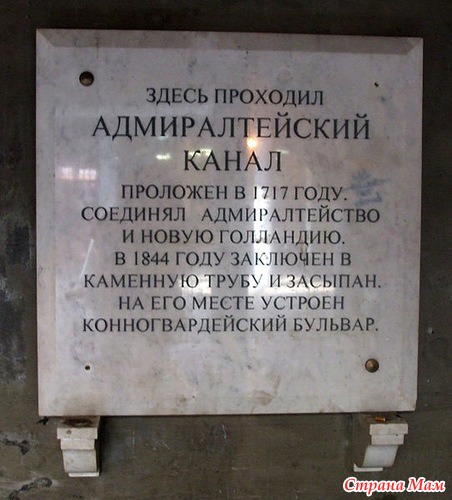 ЗДЕСЬ ПРОХОДИЛ
АДМИРАЛТЕЙСКИЙ
КАНАЛ
ПРОЛОЖЕН В 1717 ГОДУ.
СОЕДИНЯЛ АДМИРАЛТЕЙСТВО
И НОВУЮ ГОЛЛАНДИЮ.
В 1844 ГОДУ ЗАКЛЮЧЕН В
КАМЕННУЮ ТРУБУ И ЗАСЫПАН.
НА ЕГО МЕСТЕ УСТРОЕН
КОННОГВАРДЕЙСКИЙ БУЛЬВАР.
Страна Мам